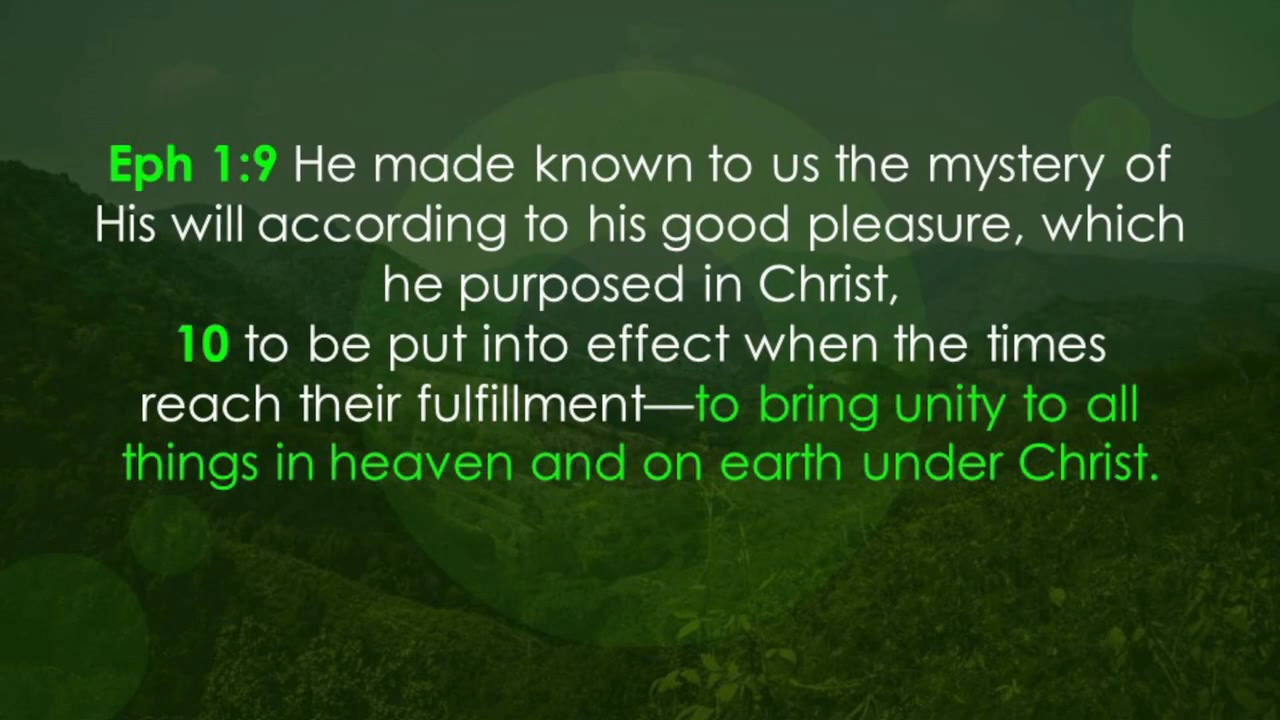 Eph 1:9 He made known to us the mystery of
His will according to his good pleasure, which
he purposed in Christ,
10 to be put into effect when the times
reach their fulfillment—to bring unity to all
things in heaven and on earth under Christ.